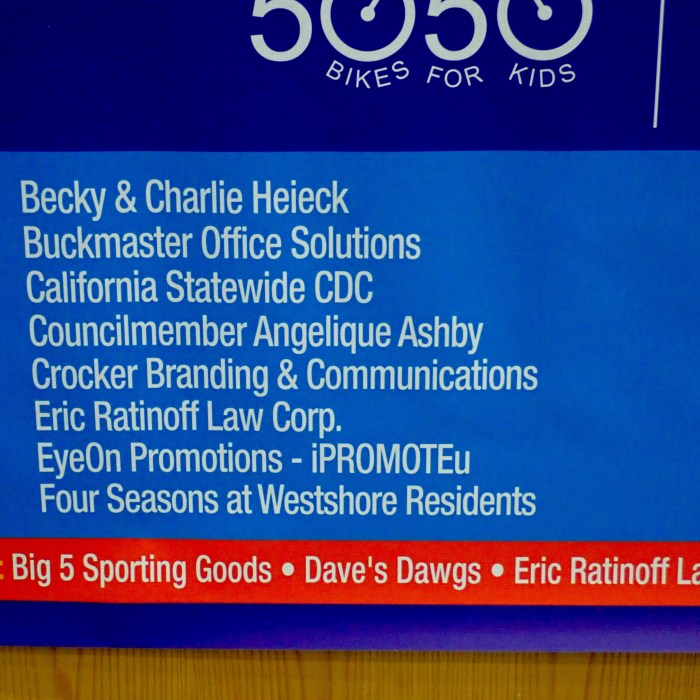 5050
BIKES FOR KIDS
Becky & Charlie Heieck
Buckmaster Office Solutions
California Statewide CDC
Councilmember Angelique Ashby
Crocker Branding & Communications
Eric Ratinoff Law Corp.
EyeOn Promotions - iPROMOTEu
Four Seasons at Westshore Residents
: Big 5 Sporting Goods • Dave's Dawgs • Eric Ratinoff La